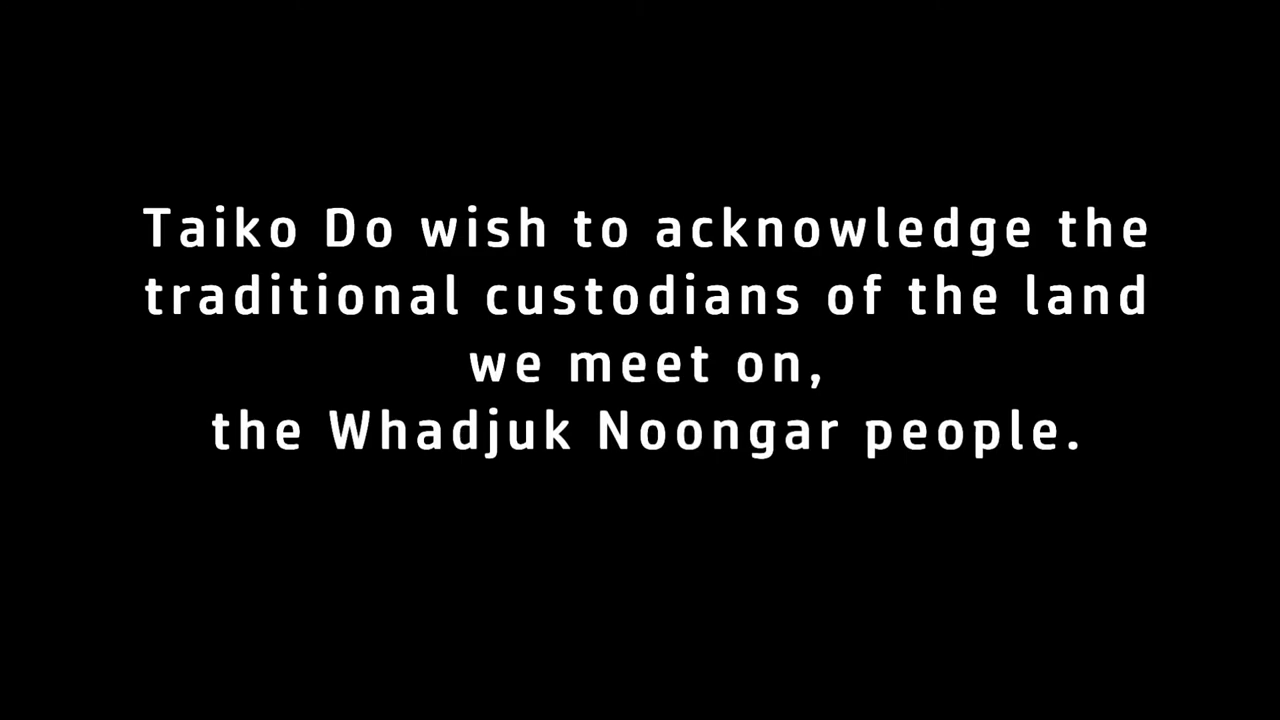 Taiko Do wish to acknowledge the
traditional custodians of the land
we meet on,
the Whadjuk Noongar people.